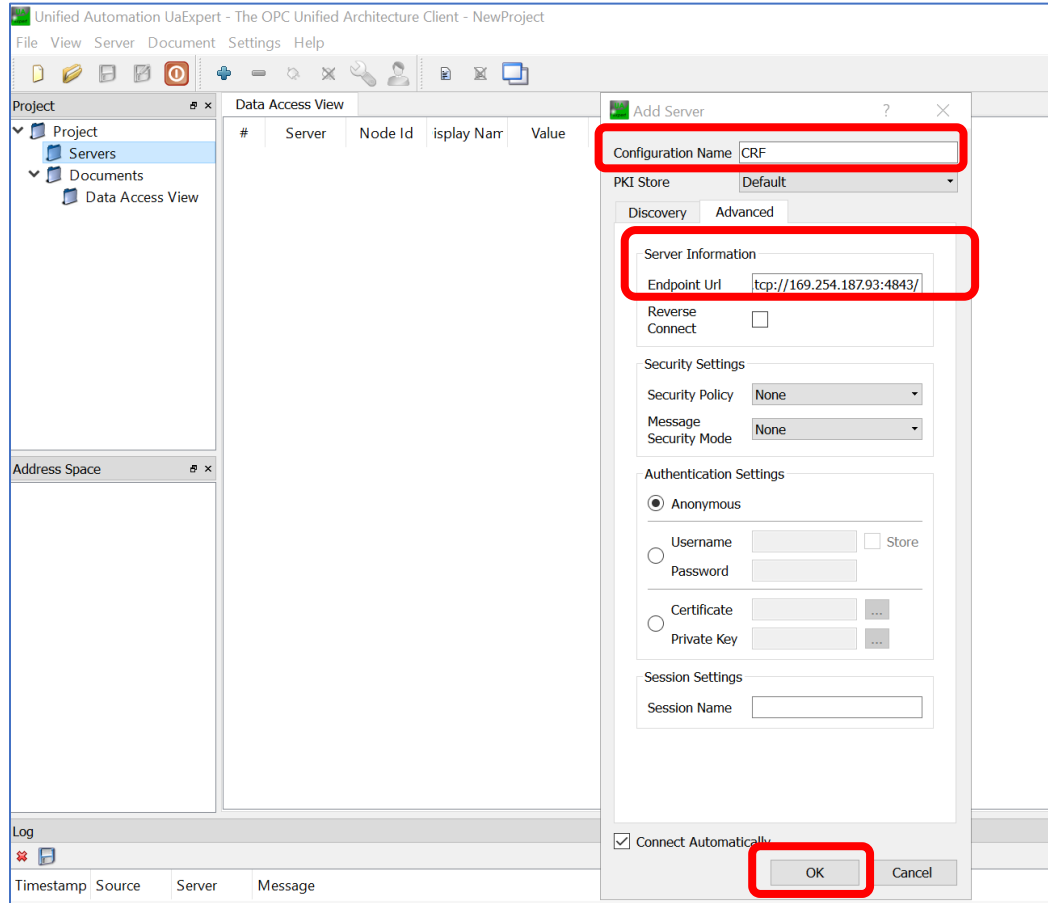 Unified Automation UaExpert - The OPC Unified Architecture Client - NewProject
File View Server Document Settings Help
Project
Project
Servers
Documents
Data Access View
Data Access View
# Server Node Id isplay Nam Value
Address Space
Log
Timestamp Source Server Message
Add Server ?
Configuration Name CRF
PKI Store Default
Discovery Advanced
Server Information
Endpoint Url .tcp://169.254.187.93:4843/
Reverse
Connect
Security Settings
Security Policy None
Message
Security Mode None
Authentication Settings
Anonymous
Username Store
Password
Certificate ...
Private Key ...
Session Settings
Session Name
Connect Automatically
OK Cancel